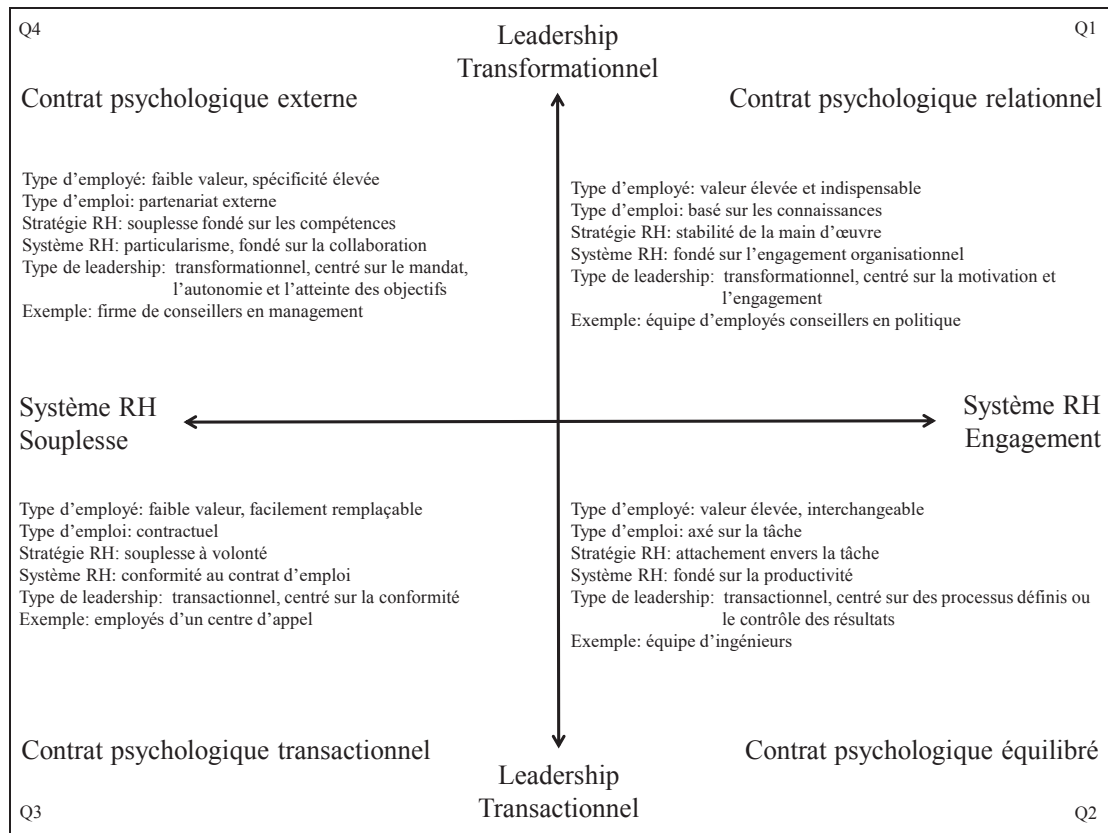 Q4
Leadership
Transformationnel
Q1
Contrat psychologique externe
Contrat psychologique relationnel
Type d’employé: faible valeur, spécificité élevée
Type d’emploi: partenariat externe
Stratégie RH: souplesse fondé sur les compétences
Système RH: particularisme, fondé sur la collaboration
Type de leadership: transformationnel, centré sur le mandat,
l’autonomie et l’atteinte des objectifs
Exemple: firme de conseillers en management
Type d’employé: valeur élevée et indispensable
Type d’emploi: basé sur les connaissances
Stratégie RH: stabilité de la main d’œuvre
Système RH: fondé sur l’engagement organisationnel
Type de leadership: transformationnel, centré sur la motivation et
l’engagement
Exemple: équipe d’employés conseillers en politique
Système RH
Souplesse
Système RH
Engagement
Type d’employé: faible valeur, facilement remplaçable
Type d’emploi: contractuel
Stratégie RH: souplesse à volonté
Système RH: conformité au contrat d’emploi
Type de leadership: transactionnel, centré sur la conformité
Exemple: employés d’un centre d’appel
Type d’employé: valeur élevée, interchangeable
Type d’emploi: axé sur la tâche
Stratégie RH: attachement envers la tâche
Système RH: fondé sur la productivité
Type de leadership: transactionnel, centré sur des processus définis ou
le contrôle des résultats
Exemple: équipe d’ingénieurs
Contrat psychologique transactionnel
Contrat psychologique équilibré
Leadership
Transactionnel
Q3
Q2